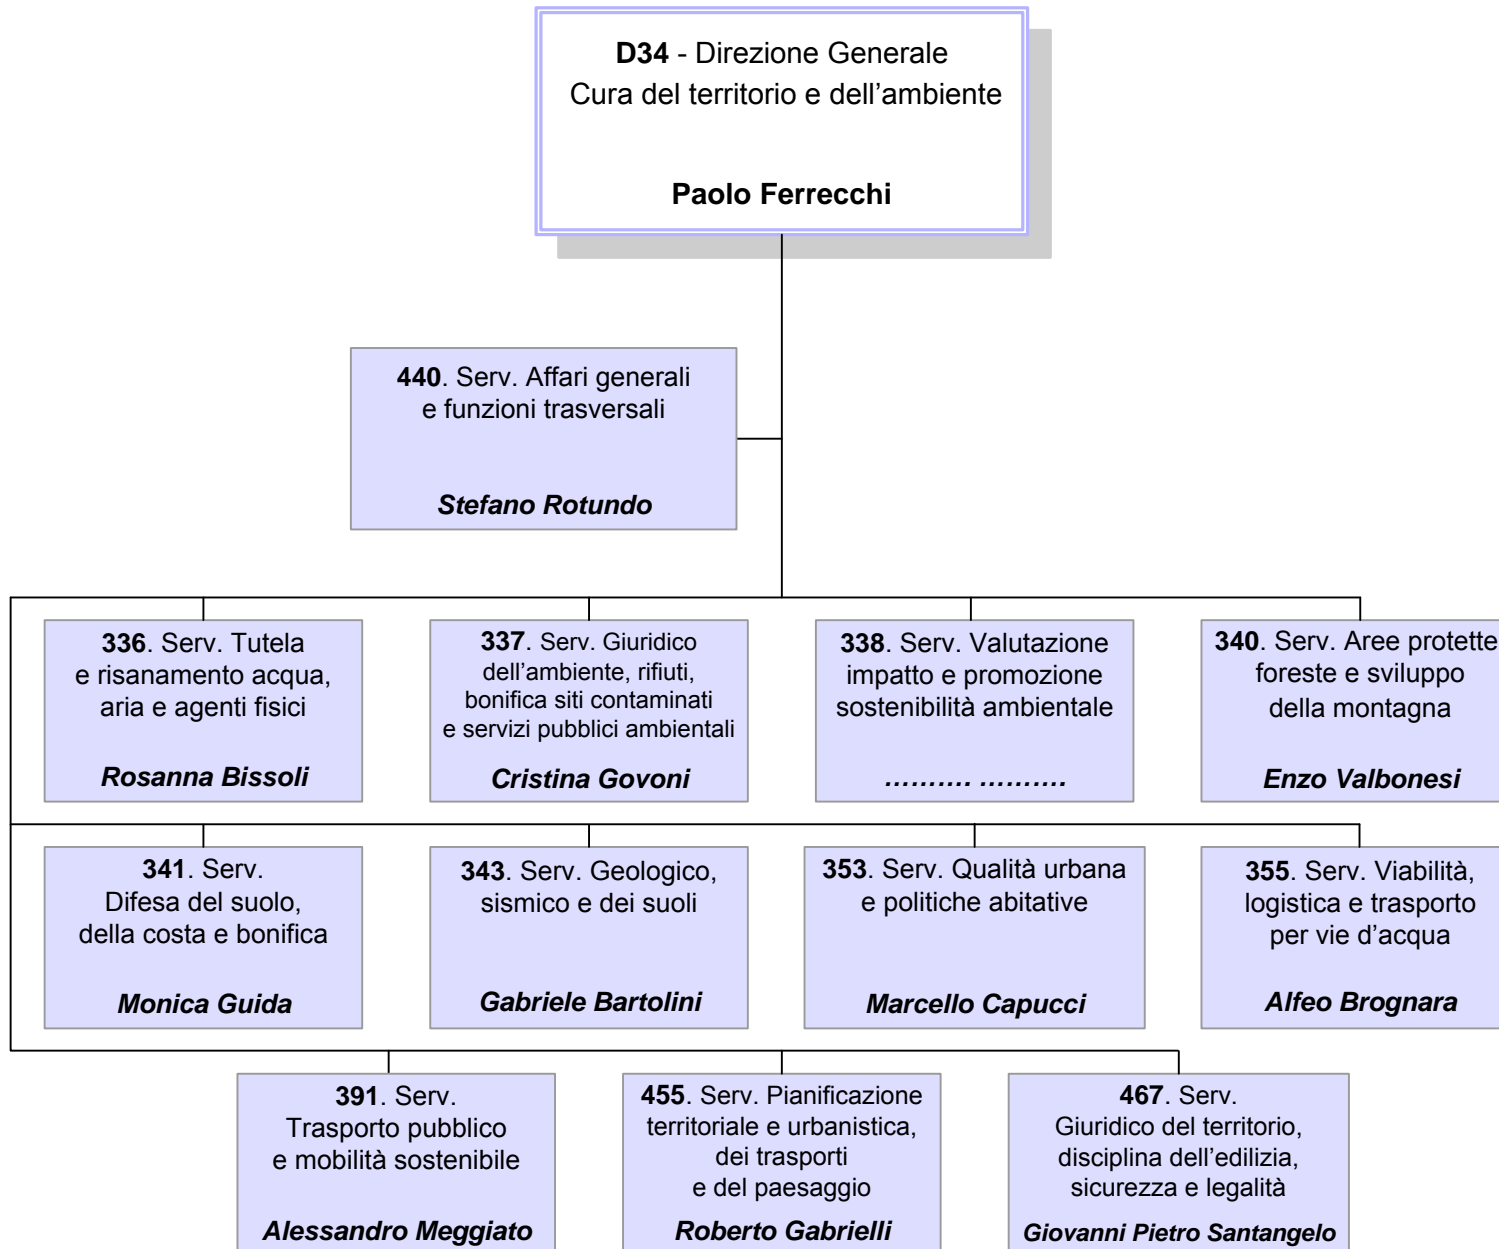 D34 - Direzione Generale
Cura del territorio e dell’ambiente
Paolo Ferrecchi
440. Serv. Affari generali
e funzioni trasversali
Stefano Rotundo
336. Serv. Tutela
e risanamento acqua,
aria e agenti fisici
Rosanna Bissoli
337. Serv. Giuridico
dell’ambiente, rifiuti,
bonifica siti contaminati
e servizi pubblici ambientali
Cristina Govoni
338. Serv. Valutazione
impatto e promozione
sostenibilità ambientale
………. ……….
340. Serv. Aree protette
foreste e sviluppo
della montagna
Enzo Valbonesi
341. Serv.
Difesa del suolo,
della costa e bonifica
Monica Guida
343. Serv. Geologico,
sismico e dei suoli
Gabriele Bartolini
353. Serv. Qualità urbana
e politiche abitative
Marcello Capucci
355. Serv. Viabilità,
logistica e trasporto
per vie d’acqua
Alfeo Brognara
391. Serv.
Trasporto pubblico
e mobilità sostenibile
Alessandro Meggiato
455. Serv. Pianificazione
territoriale e urbanistica,
dei trasporti
e del paesaggio
Roberto Gabrielli
467. Serv.
Giuridico del territorio,
disciplina dell’edilizia,
sicurezza e legalità
Giovanni Pietro Santangelo